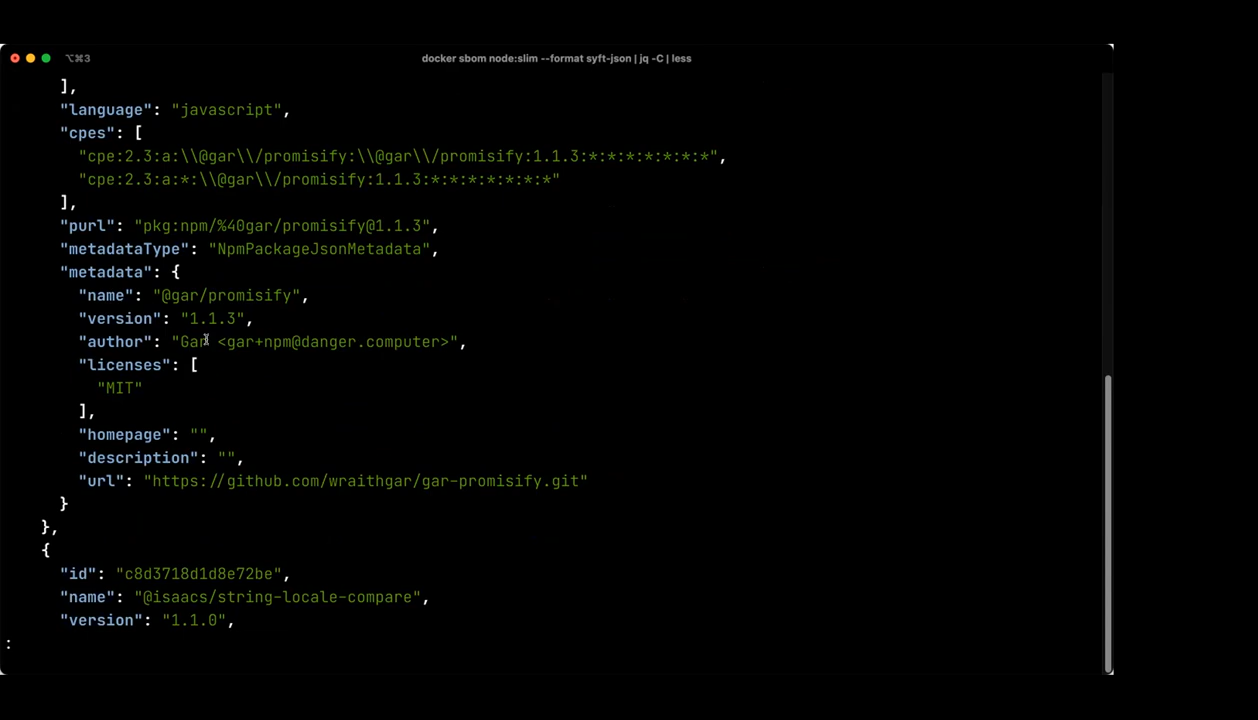 ⌥⌘3
docker sbom node:slim --format syft-json | jq -C | less
],
"language": "javascript",
"cpes": [
"cpe:2.3:a:\\@gar\\/promisify:\\@gar\\/promisify:1.1.3:*:*:*:*:*:*:*",
"cpe:2.3:a:*:\\@gar\\/promisify:1.1.3:*:*:*:*:*:*:*"
],
"purl": "pkg:npm/%40gar/promisify@1.1.3",
"metadataType": "NpmPackageJsonMetadata",
"metadata": {
"name": "@gar/promisify",
"version": "1.1.3",
"author": "Gar <gar+npm@danger.computer>",
"licenses": [
"MIT"
],
"homepage": "",
"description": "",
"url": "https://github.com/wraithgar/gar-promisify.git"
}
},
{
"id": "c8d3718d1d8e72be",
"name": "@isaacs/string-locale-compare",
"version": "1.1.0",
: